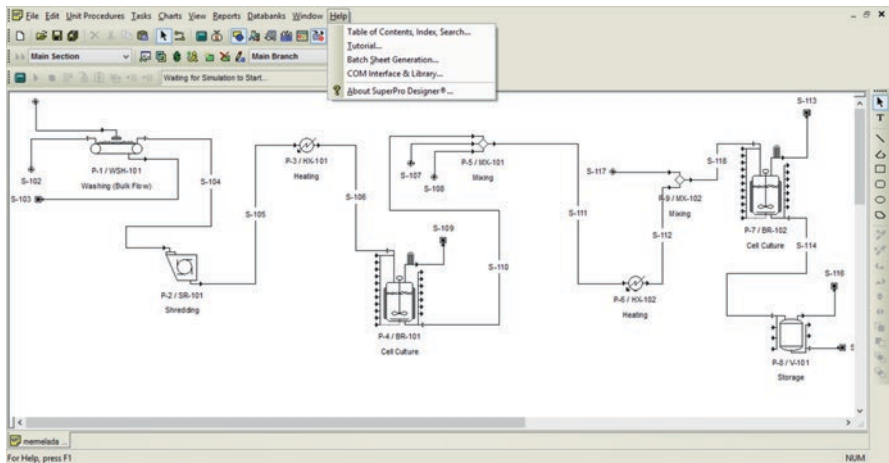 File Edit Unit Procedures Tasks Charts View Reports Databanks Window Help
Table of Contents, Index, Search...
Tutorial...
Batch Sheet Generation...
COM Interface & Library...
About SuperPro Designer®...
Main Section
Main Branch
Waiting for Simulation to Start...
S-102
S-103
P-1 / WSH-101
Washing (Bulk Flow)
S-104
P-2 / SR-101
Shredding
S-105
P-3 / HX-101
Heating
S-106
P-4 / BR-101
Cell Culture
S-109
S-110
S-107
S-108
P-5 / MX-101
Mixing
S-111
P-6 / HX-102
Heating
S-112
S-117
P-9 / MX-102
Mixing
S-118
S-113
P-7 / BR-102
Cell Culture
S-114
S-116
P-8 / V-101
Storage
S
T
memelada ...
For Help, press F1
NUM